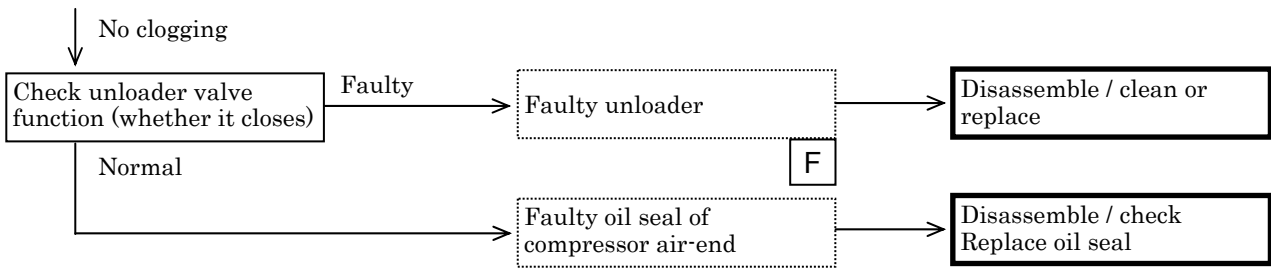 No clogging
Check unloader valve
function (whether it closes)
Faulty
Faulty unloader
Disassemble / clean or
replace
F
Normal
Faulty oil seal of
compressor air-end
Disassemble / check
Replace oil seal